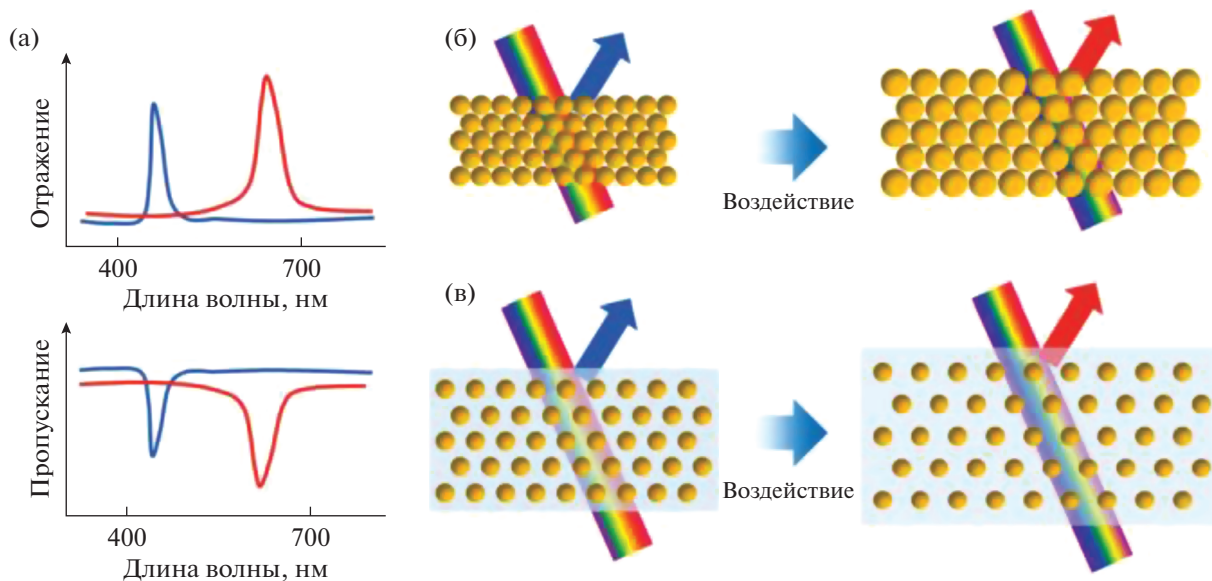 (а)
Отражение
400
700
Длина волны, нм
Пропускание
400
700
Длина волны, нм
(б)
Воздействие
(в)
Воздействие